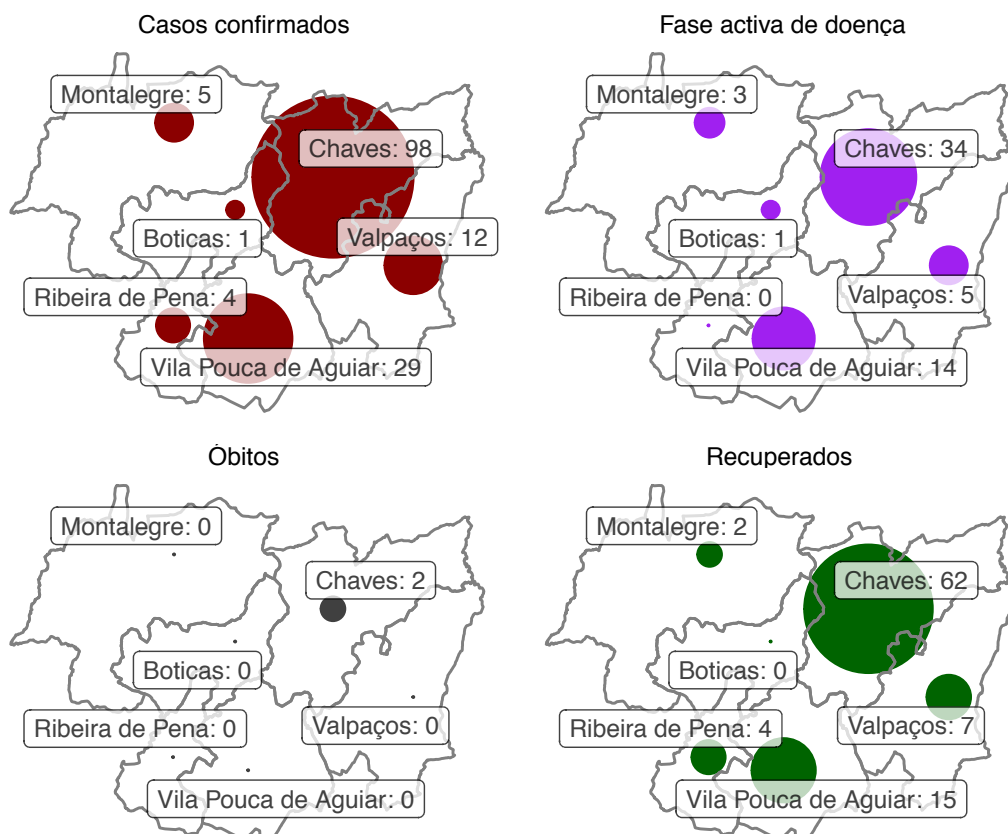 Casos confirmados
Montalegre: 5
Chaves: 98
Boticas: 1
Valpaços: 12
Ribeira de Pena: 4
Vila Pouca de Aguiar: 29
Fase activa de doença
Montalegre: 3
Chaves: 34
Boticas: 1
Ribeira de Pena: 0
Valpaços: 5
Vila Pouca de Aguiar: 14
Óbitos
Montalegre: 0
Chaves: 2
Boticas: 0
Ribeira de Pena: 0
Valpaços: 0
Vila Pouca de Aguiar: 0
Recuperados
Montalegre: 2
Chaves: 62
Boticas: 0
Ribeira de Pena: 4
Valpaços: 7
Vila Pouca de Aguiar: 15